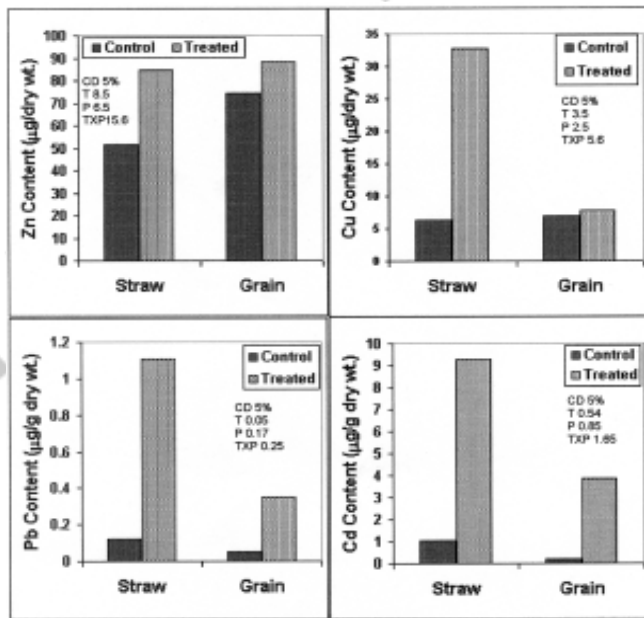 Zn Content (µg/dry wt.)
100
90
80
70
60
50
40
30
20
10
0
Control
Treated
CD 5%
T 8.5
P 6.5
TXP15.6
Straw
Grain
Cu Content (µg/dry wt.)
35
30
25
20
15
10
5
0
Control
Treated
CD 5%
T 3.5
P 2.5
TXP 5.6
Straw
Grain
Pb Content (µg/g dry wt.)
1.2
1
0.8
0.6
0.4
0.2
0
Control
Treated
CD 5%
T 0.05
P 0.17
TXP 0.25
Straw
Grain
Cd Content (µg/g dry wt.)
10
9
8
7
6
5
4
3
2
1
0
Control
Treated
CD 5%
T 0.54
P 0.85
TXP 1.65
Straw
Grain